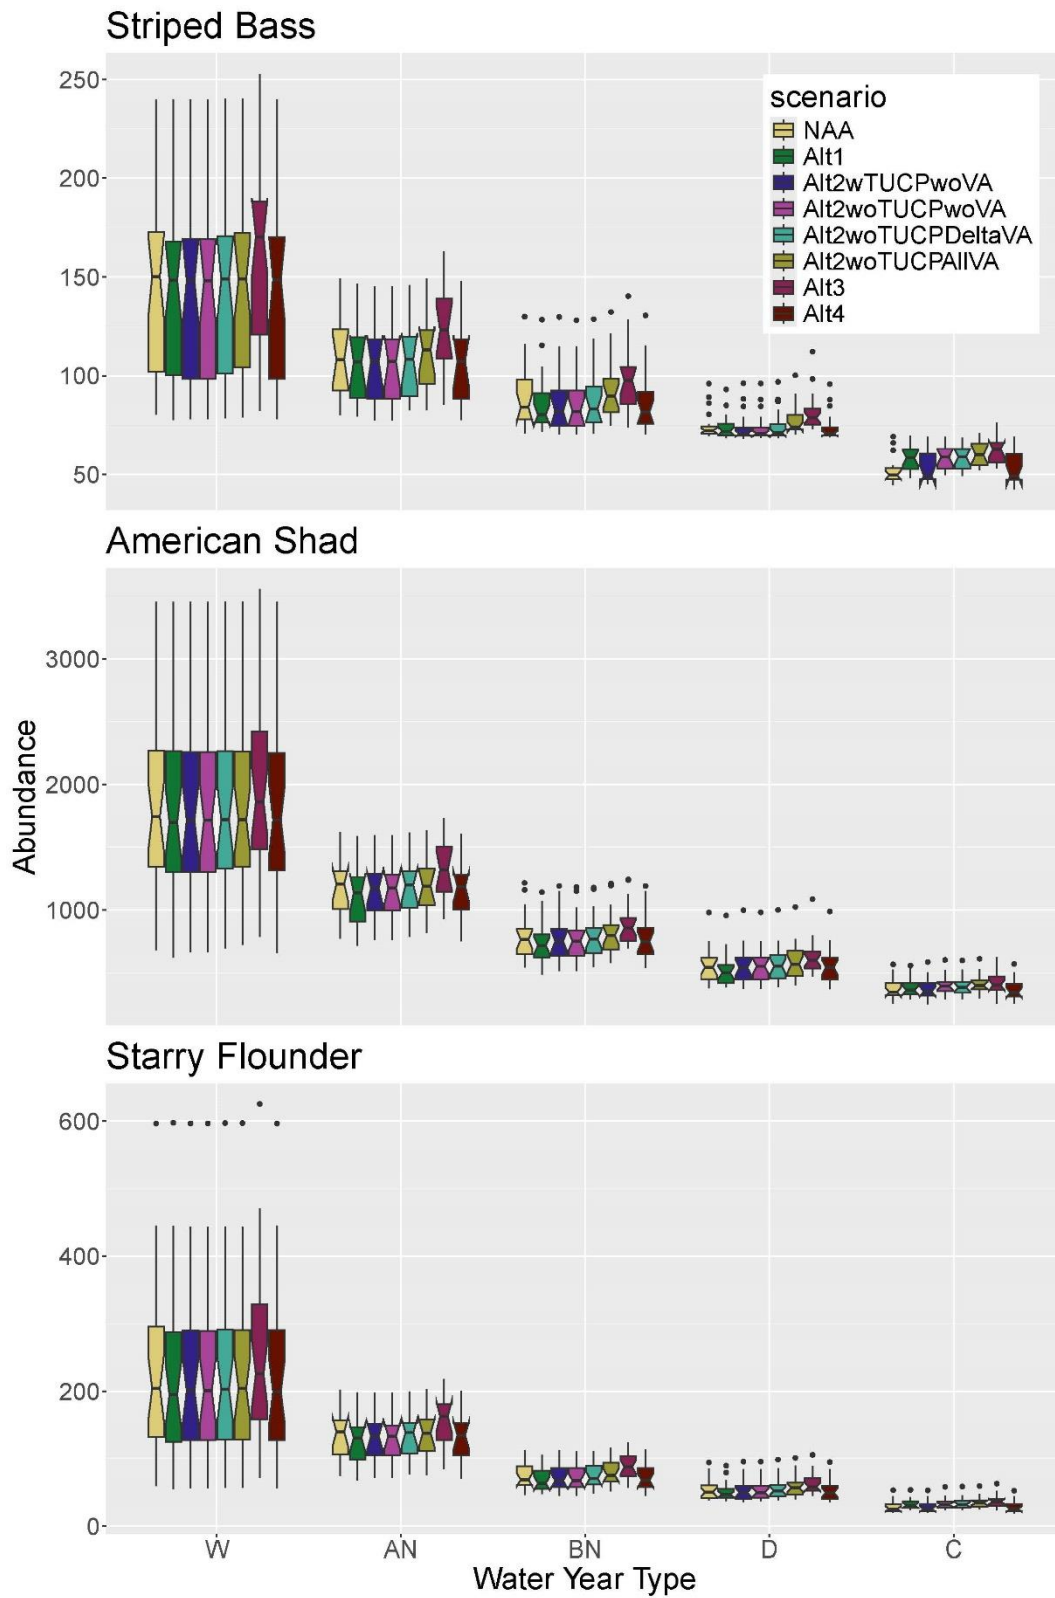 Striped Bass
250
200
150
100
50
scenario
NAA
Alt1
Alt2wTUCPwoVA
Alt2woTUCPwoVA
Alt2woTUCPDeltaVA
Alt2woTUCPAllVA
Alt3
Alt4
American Shad
3000
2000
1000
Abundance
Starry Flounder
600
400
200
0
W AN BN D C
Water Year Type